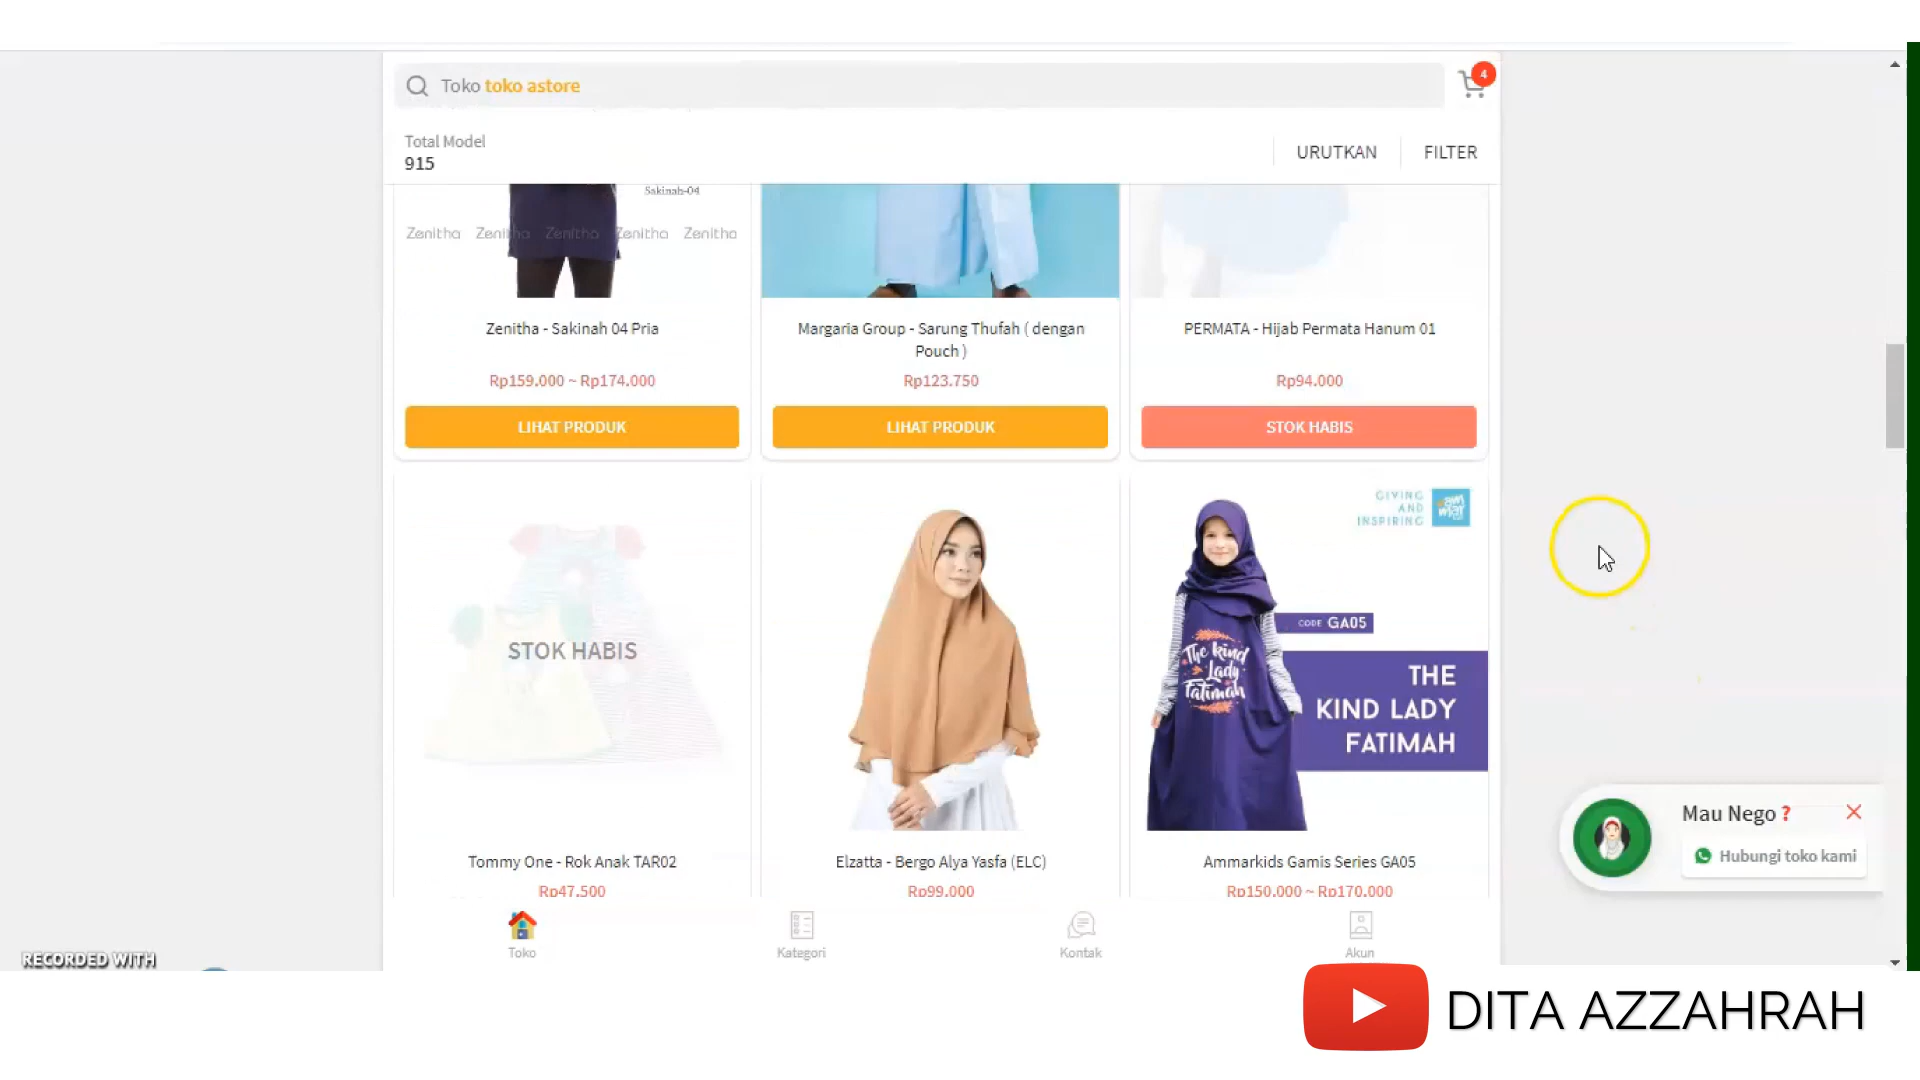 Toko toko astore
4
Total Model
915
URUTKAN
FILTER
Sakinah-04
Zenitha Zenitha Zenitha Zenitha Zenitha
Zenitha - Sakinah 04 Pria
Rp159.000 ~ Rp174.000
LIHAT PRODUK
Margaria Group - Sarung Thufah ( dengan
Pouch )
Rp123.750
LIHAT PRODUK
PERMATA - Hijab Permata Hanum 01
Rp94.000
STOK HABIS
STOK HABIS
Tommy One - Rok Anak TAR02
Rp47.500
Elzatta - Bergo Alya Yasfa (ELC)
Rp99.000
GIVING
AND
INSPIRING
am
mar
CODE GA05
The kind
Lady
Fatimah
THE
KIND LADY
FATIMAH
Ammarkids Gamis Series GA05
Rp150.000 ~ Rp170.000
Mau Nego ?
Hubungi toko kami
Toko
Kategori
Kontak
Akun
RECORDED WITH
DITA AZZAHRAH